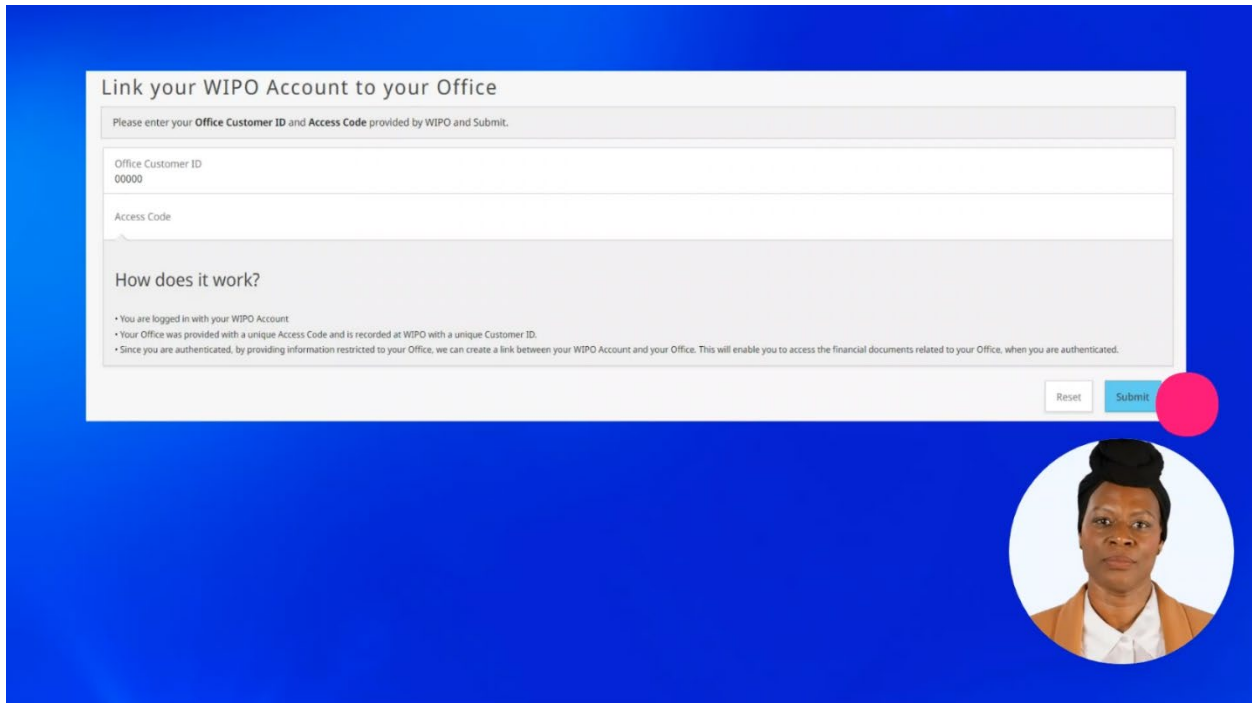 Link your WIPO Account to your Office
Please enter your Office Customer ID and Access Code provided by WIPO and Submit.
Office Customer ID
00000
Access Code
How does it work?
• You are logged in with your WIPO Account
• Your Office was provided with a unique Access Code and is recorded at WIPO with a unique Customer ID.
• Since you are authenticated, by providing information restricted to your Office, we can create a link between your WIPO Account and your Office. This will enable you to access the financial documents related to your Office, when you are authenticated.
Reset
Submit